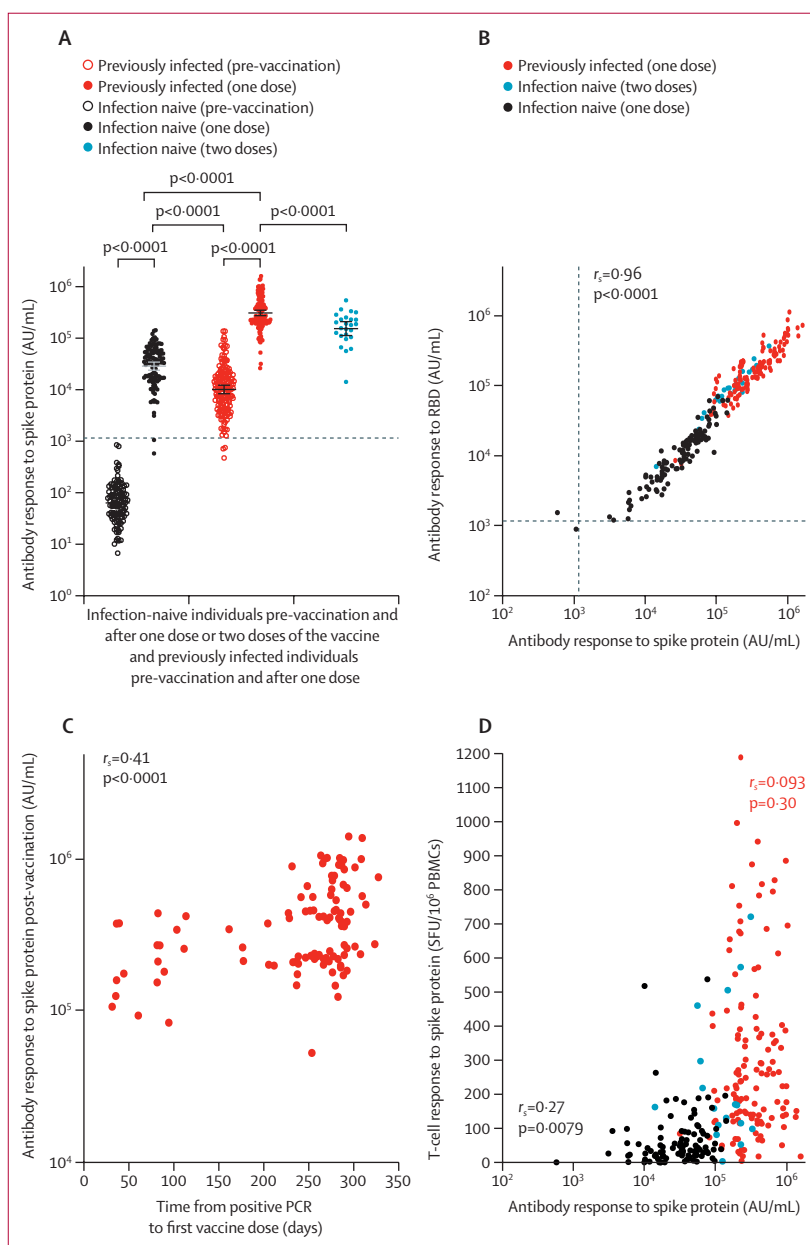 A
Previously infected (pre-vaccination)
Previously infected (one dose)
Infection naive (pre-vaccination)
Infection naive (one dose)
Infection naive (two doses)
p<0·0001
p<0·0001
p<0·0001
p<0·0001
p<0·0001
Antibody response to spike protein (AU/mL)
10⁶
10⁵
10⁴
10³
10²
10¹
10⁰
Infection-naive individuals pre-vaccination and
after one dose or two doses of the vaccine
and previously infected individuals
pre-vaccination and after one dose
B
Previously infected (one dose)
Infection naive (two doses)
Infection naive (one dose)
rₛ=0·96
p<0·0001
Antibody response to RBD (AU/mL)
10⁶
10⁵
10⁴
10³
10²
10² 10³ 10⁴ 10⁵ 10⁶
Antibody response to spike protein (AU/mL)
C
rₛ=0·41
p<0·0001
Antibody response to spike protein post-vaccination (AU/mL)
10⁶
10⁵
10⁴
0 50 100 150 200 250 300 350
Time from positive PCR
to first vaccine dose (days)
D
T-cell response to spike protein (SFU/10⁶ PBMCs)
1200
1100
1000
900
800
700
600
500
400
300
200
100
0
rₛ=0·093
p=0·30
rₛ=0·27
p=0·0079
10² 10³ 10⁴ 10⁵ 10⁶
Antibody response to spike protein (AU/mL)